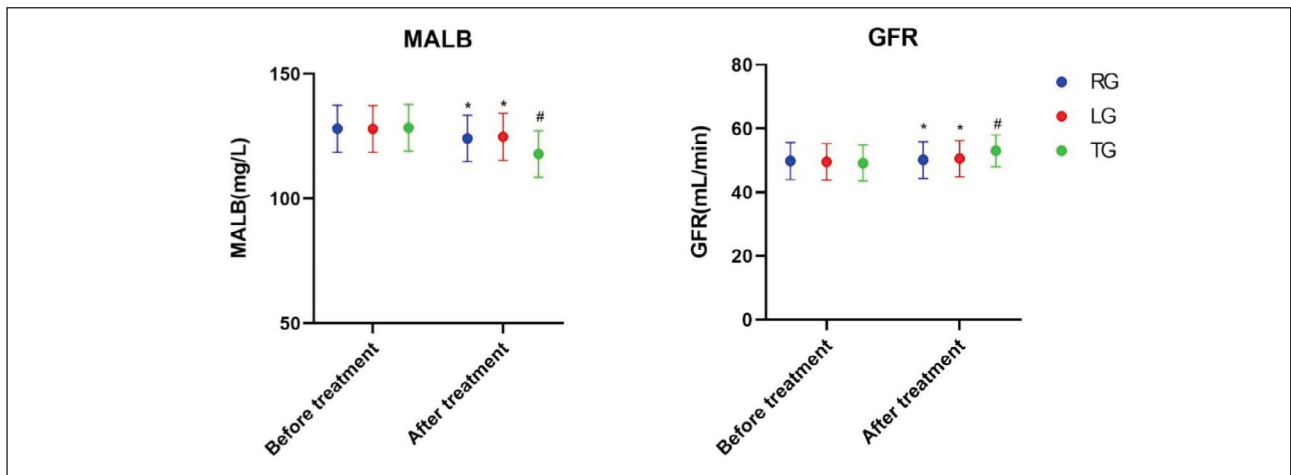 MALB
MALB(mg/L)
150
100
50
* * #
Before treatment
After treatment
GFR
GFR(mL/min)
80
60
40
20
0
* * #
Before treatment
After treatment
RG
LG
TG